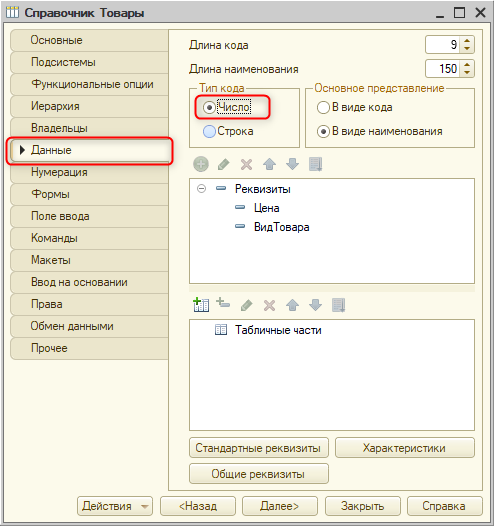 Справочник Товары
Основные
Подсистемы
Функциональные опции
Иерархия
Владельцы
Данные
Нумерация
Формы
Поле ввода
Команды
Макеты
Ввод на основании
Права
Обмен данными
Прочее
Длина кода 9
Длина наименования 150
Тип кода
Число
Строка
Основное представление
В виде кода
В виде наименования
Реквизиты
Цена
ВидТовара
Табличные части
Стандартные реквизиты Характеристики
Общие реквизиты
Действия <Назад Далее> Закрыть Справка